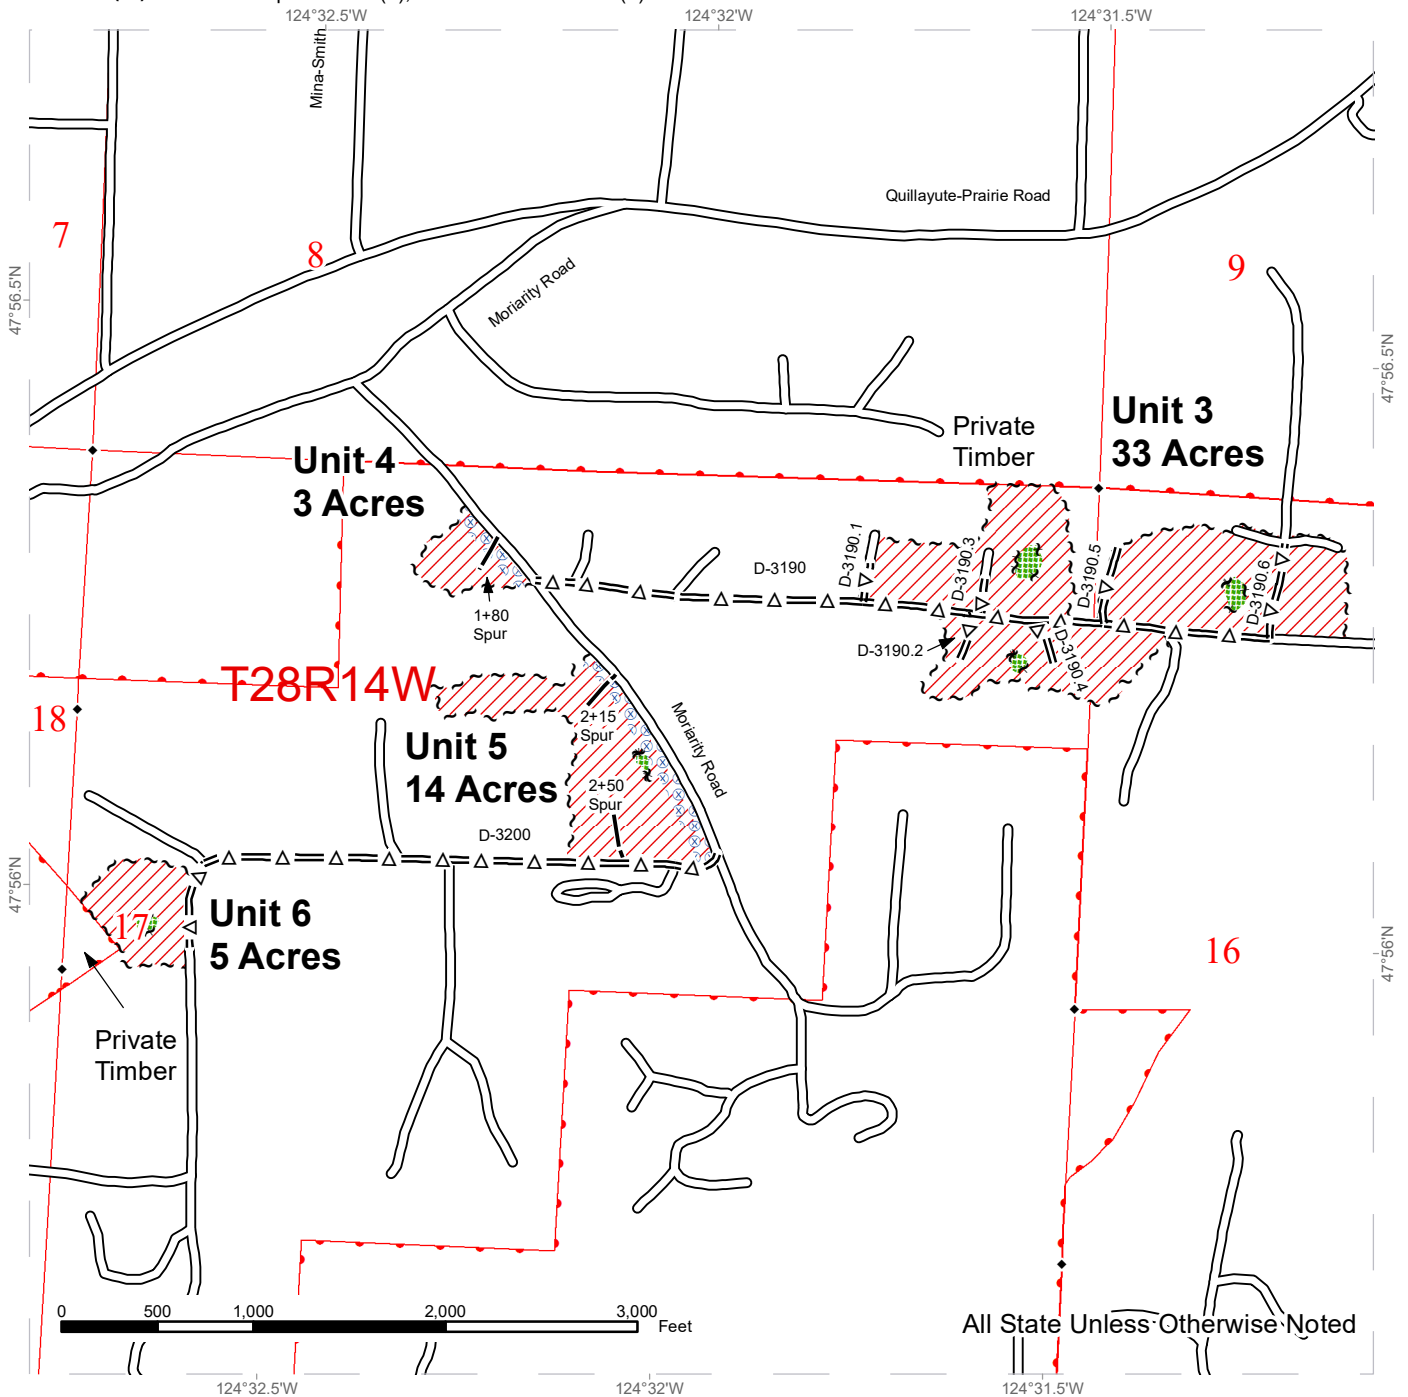 124°32.5'W
124°32'W
124°31.5'W
Mina-Smith
Quillayute-Prairie Road
7
8
9
47°56.5'N
47°56.5'N
Moriarity Road
Private
Timber
Unit 3
33 Acres
Unit 4
3 Acres
D-3190
D-3190.1
D-3190.3
D-3190.5
D-3190.6
1+80
Spur
D-3190.2
D-3190.4
T28R14W
18
2+15
Spur
Moriarity Road
Unit 5
14 Acres
2+50
Spur
D-3200
47°56'N
47°56'N
17
Unit 6
5 Acres
16
Private
Timber
0 500 1,000 2,000 3,000
Feet
All State Unless Otherwise Noted
124°32.5'W
124°32'W
124°31.5'W